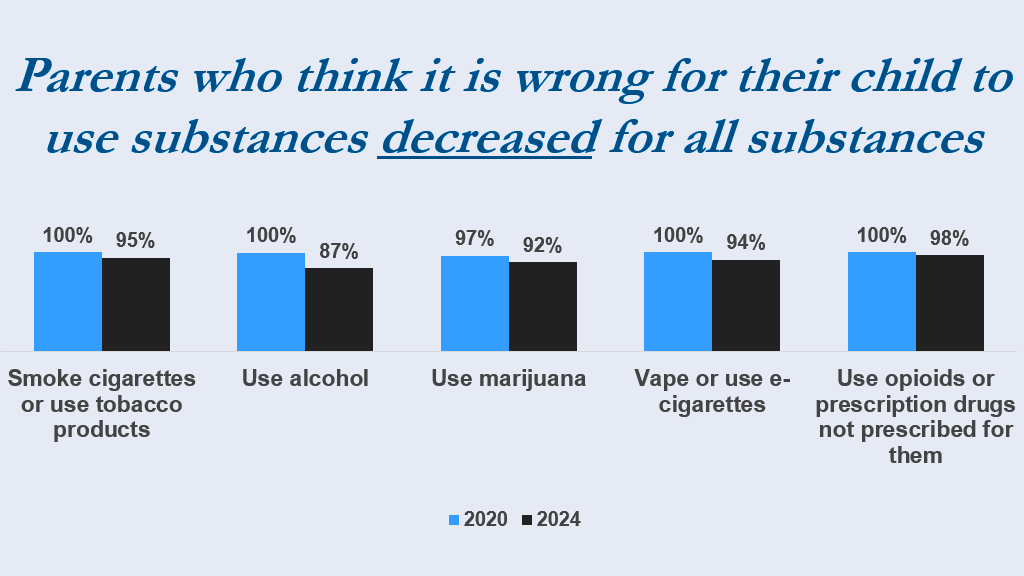 Parents who think it is wrong for their child to
use substances decreased for all substances
100% 95% 100% 87% 97% 92% 100% 94% 100% 98%
Smoke cigarettes
or use tobacco
products
Use alcohol
Use marijuana
Vape or use e-
cigarettes
Use opioids or
prescription drugs
not prescribed for
them
2020 2024